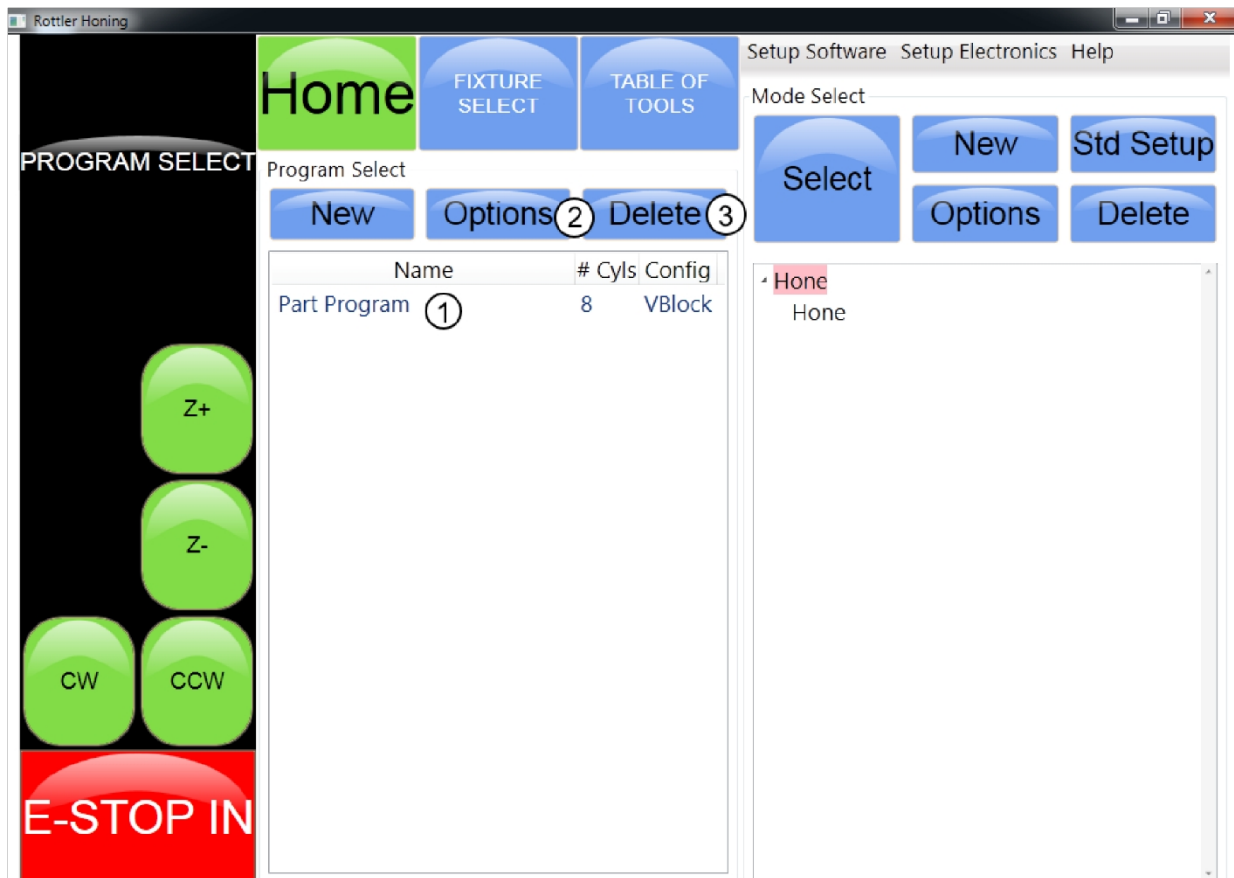 Rottler Honing
PROGRAM SELECT
Z+
Z-
CW CCW
E-STOP IN
Home
FIXTURE
SELECT
TABLE OF
TOOLS
Program Select
New Options 2 Delete 3
Name # Cyls Config
Part Program 1 8 VBlock
Setup Software Setup Electronics Help
Mode Select
Select
New Std Setup
Options Delete
Hone
Hone